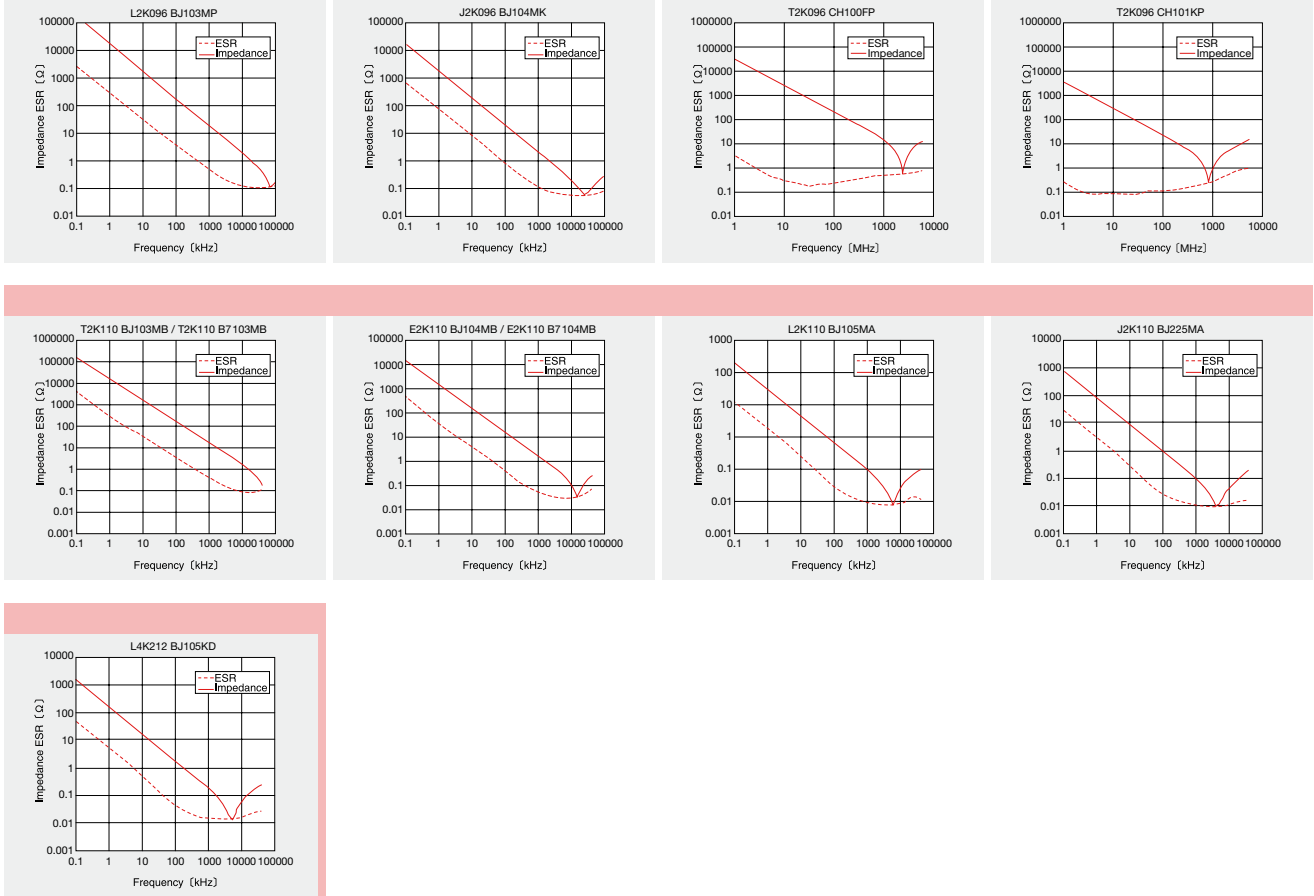 L2K096 BJ103MP
Impedance ESR〔Ω〕
100000
10000
1000
100
10
1
0.1
0.01
ESR
Impedance
0.1 1 10 100 1000 10000 100000
Frequency〔kHz〕
J2K096 BJ104MK
Impedance ESR〔Ω〕
100000
10000
1000
100
10
1
0.1
0.01
ESR
Impedance
0.1 1 10 100 1000 10000 100000
Frequency〔kHz〕
T2K096 CH100FP
Impedance ESR〔Ω〕
1000000
100000
10000
1000
100
10
1
0.1
0.01
ESR
Impedance
1 10 100 1000 10000
Frequency〔MHz〕
T2K096 CH101KP
Impedance ESR〔Ω〕
1000000
100000
10000
1000
100
10
1
0.1
0.01
ESR
Impedance
1 10 100 1000 10000
Frequency〔MHz〕
T2K110 BJ103MB / T2K110 B7103MB
Impedance ESR〔Ω〕
1000000
100000
10000
1000
100
10
1
0.1
0.01
0.001
ESR
Impedance
0.1 1 10 100 1000 10000 100000
Frequency〔kHz〕
E2K110 BJ104MB / E2K110 B7104MB
Impedance ESR〔Ω〕
100000
10000
1000
100
10
1
0.1
0.01
0.001
ESR
Impedance
0.1 1 10 100 1000 10000 100000
Frequency〔kHz〕
L2K110 BJ105MA
Impedance ESR〔Ω〕
1000
100
10
1
0.1
0.01
0.001
ESR
Impedance
0.1 1 10 100 1000 10000 100000
Frequency〔kHz〕
J2K110 BJ225MA
Impedance ESR〔Ω〕
10000
1000
100
10
1
0.1
0.01
0.001
ESR
Impedance
0.1 1 10 100 1000 10000 100000
Frequency〔kHz〕
L4K212 BJ105KD
Impedance ESR〔Ω〕
10000
1000
100
10
1
0.1
0.01
0.001
ESR
Impedance
0.1 1 10 100 1000 10000 100000
Frequency〔kHz〕